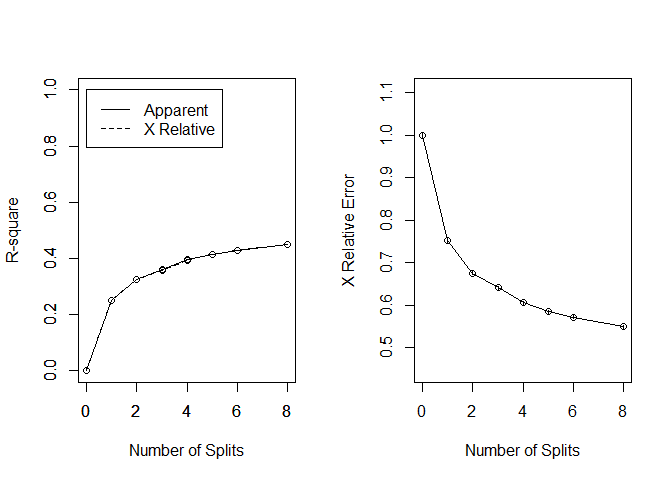 R-square
0.0 0.2 0.4 0.6 0.8 1.0
Apparent
X Relative
0 2 4 6 8
Number of Splits
X Relative Error
0.5 0.6 0.7 0.8 0.9 1.0 1.1
0 2 4 6 8
Number of Splits